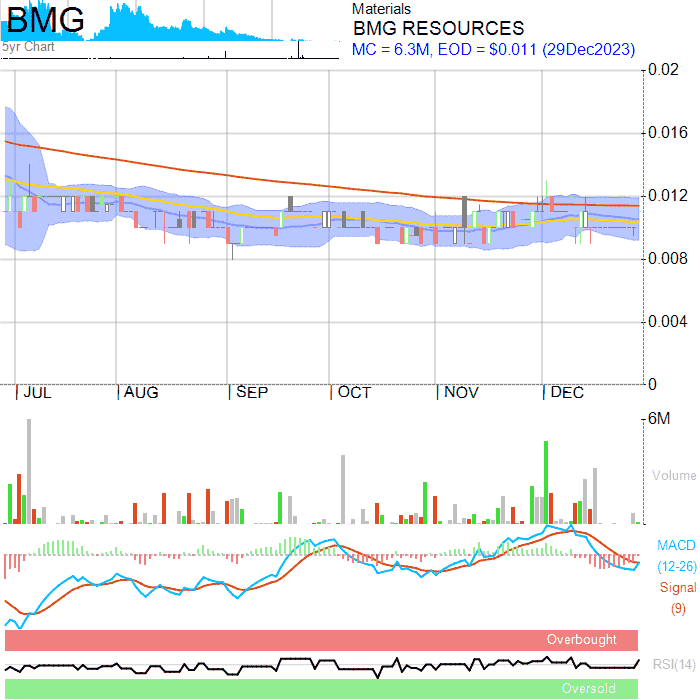 BMG
5yr Chart
Materials
BMG RESOURCES
MC = 6.3M, EOD = $0.011 (29Dec2023)
0.02
0.016
0.012
0.008
0.004
0
JUL AUG SEP OCT NOV DEC
6M
Volume
MACD
(12-26)
Signal
(9)
Overbought
RSI(14)
Oversold